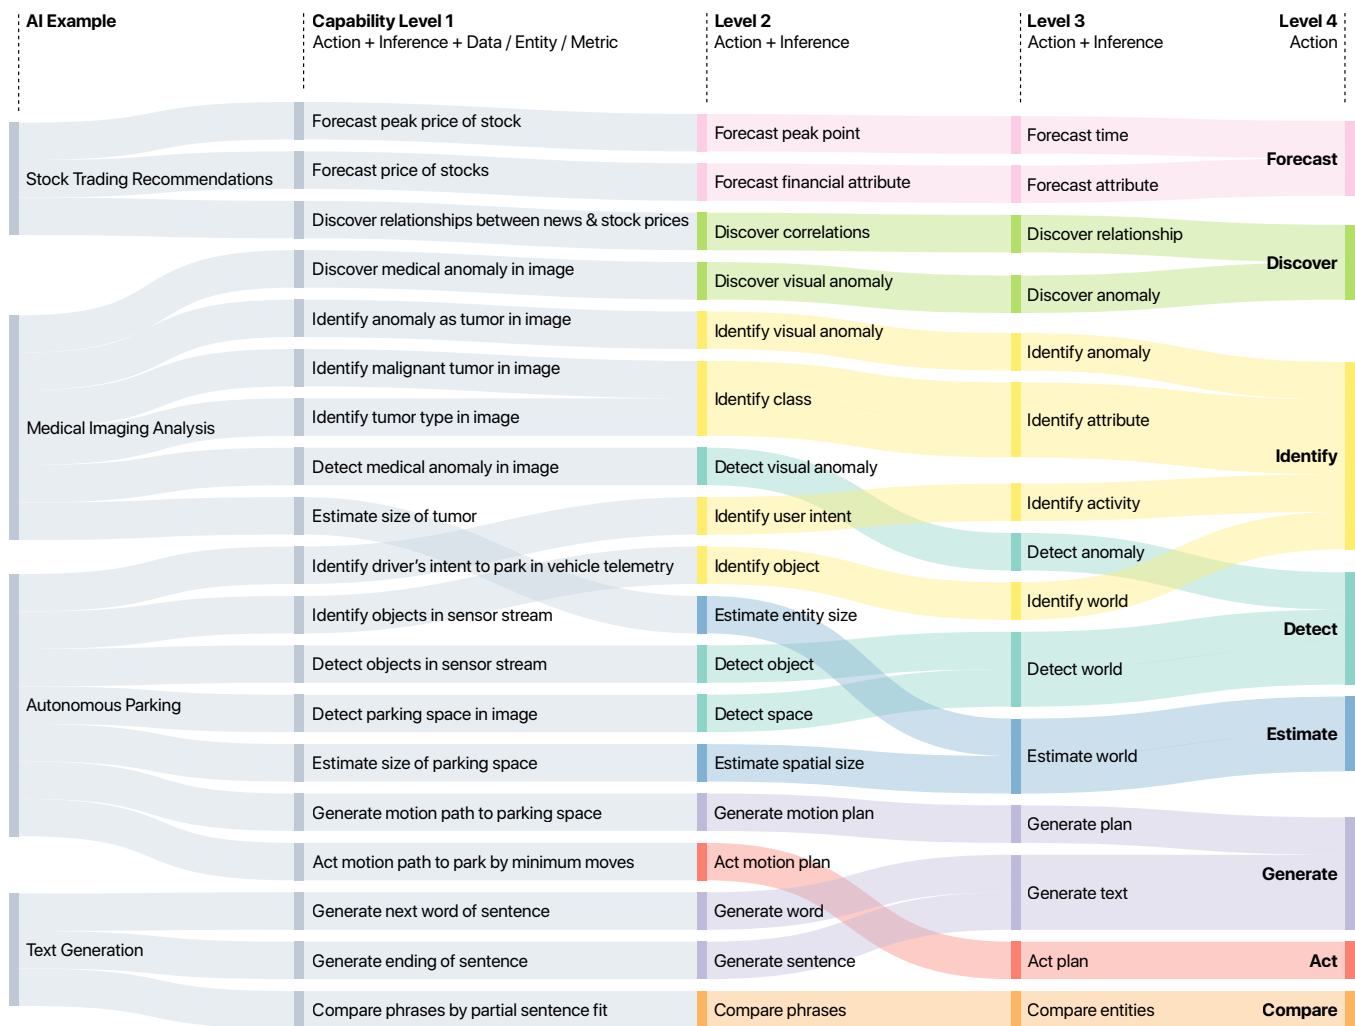 AI Example
Capability Level 1
Action + Inference + Data / Entity / Metric
Level 2
Action + Inference
Level 3
Action + Inference
Level 4
Action
Stock Trading Recommendations
Medical Imaging Analysis
Autonomous Parking
Text Generation
Forecast peak price of stock
Forecast price of stocks
Discover relationships between news & stock prices
Discover medical anomaly in image
Identify anomaly as tumor in image
Identify malignant tumor in image
Identify tumor type in image
Detect medical anomaly in image
Estimate size of tumor
Identify driver’s intent to park in vehicle telemetry
Identify objects in sensor stream
Detect objects in sensor stream
Detect parking space in image
Estimate size of parking space
Generate motion path to parking space
Act motion path to park by minimum moves
Generate next word of sentence
Generate ending of sentence
Compare phrases by partial sentence fit
Forecast peak point
Forecast financial attribute
Discover correlations
Discover visual anomaly
Identify visual anomaly
Identify class
Detect visual anomaly
Identify user intent
Identify object
Estimate entity size
Detect object
Detect space
Estimate spatial size
Generate motion plan
Act motion plan
Generate word
Generate sentence
Compare phrases
Forecast time
Forecast attribute
Discover relationship
Discover anomaly
Identify anomaly
Identify attribute
Identify activity
Detect anomaly
Identify world
Detect world
Estimate world
Generate plan
Generate text
Act plan
Compare entities
Forecast
Discover
Identify
Detect
Estimate
Generate
Act
Compare